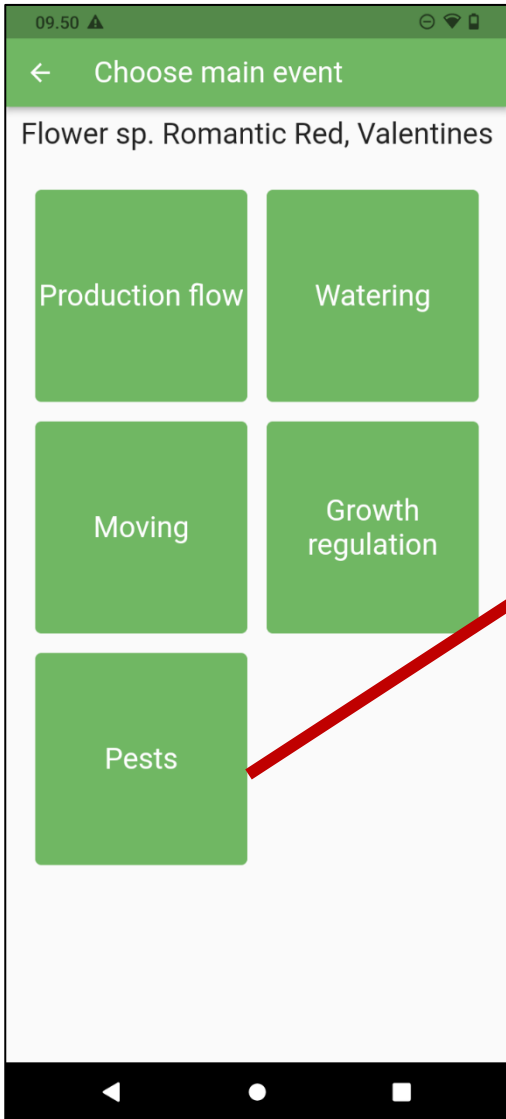 09.50
Choose main event
Flower sp. Romantic Red, Valentines
Production flow
Watering
Moving
Growth
regulation
Pests